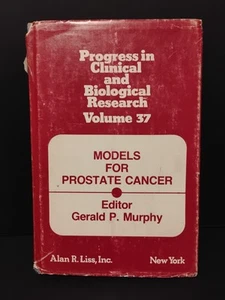 Progress in
Clinical
and
Biological
Research
Volume 37
MODELS
FOR
PROSTATE CANCER
Editor
Gerald P. Murphy
Alan R. Liss, Inc. New York